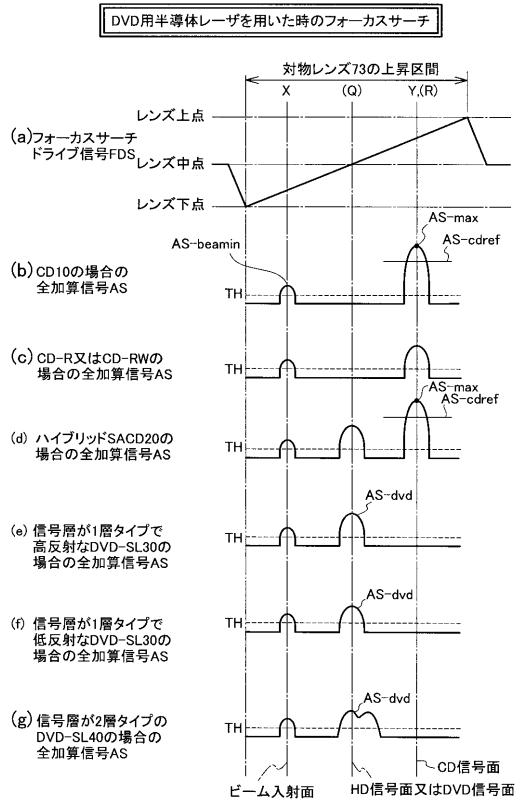 DVD用半導体レーザを用いた時のフォーカスサーチ
対物レンズ73の上昇区間
X (Q) Y,(R)
レンズ上点
(a)フォーカスサーチ
ドライブ信号FDS
レンズ中点
レンズ下点
AS-max
AS-cdref
AS-beamin
(b) CD10の場合の
全加算信号AS
TH
(c) CD-R又はCD-RWの
場合の全加算信号AS
TH
AS-max
AS-cdref
(d) ハイブリッドSACD20の
場合の全加算信号AS
TH
AS-dvd
(e) 信号層が1層タイプで
高反射なDVD-SL30の
場合の全加算信号AS
TH
AS-dvd
(f) 信号層が1層タイプで
低反射なDVD-SL30の
場合の全加算信号AS
TH
AS-dvd
(g) 信号層が2層タイプの
DVD-SL40の場合の
全加算信号AS
TH
CD信号面
ビーム入射面
HD信号面又はDVD信号面